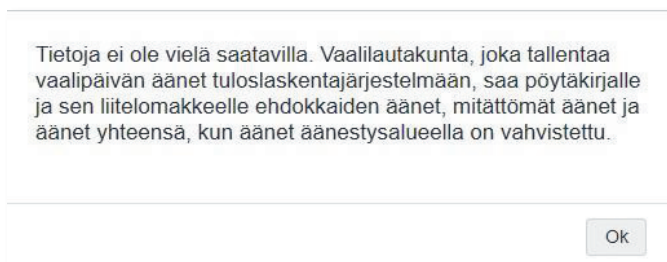 Tietoja ei ole vielä saatavilla. Vaalilautakunta, joka tallentaa
vaalipäivän äänet tuloslaskentajärjestelmään, saa pöytäkirjalle
ja sen liitelomakkeelle ehdokkaiden äänet, mitättömät äänet ja
äänet yhteensä, kun äänet äänestysalueella on vahvistettu.
Ok